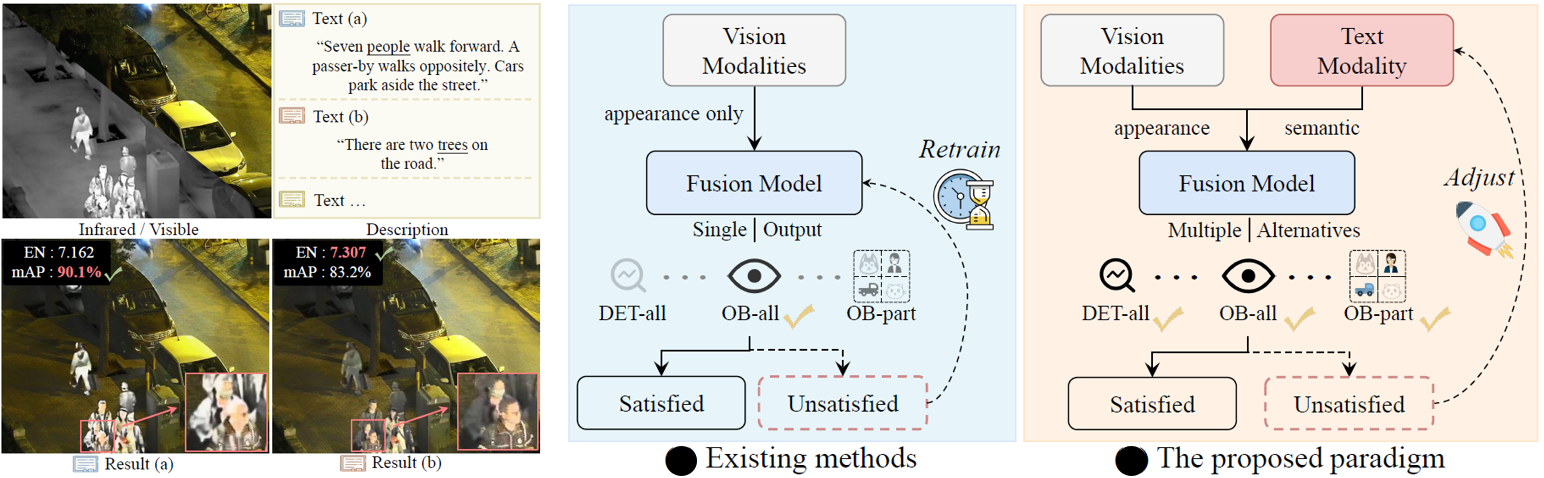 Text (a)
“Seven people walk forward. A
passer-by walks oppositely. Cars
park aside the street.”
Text (b)
“There are two trees on
the road.”
Text …
Infrared / Visible
Description
EN : 7.162
mAP : 90.1%
EN : 7.307
mAP : 83.2%
Result (a)
Result (b)
Vision
Modalities
appearance only
Retrain
Fusion Model
Single
Output
DET-all
OB-all
OB-part
Satisfied
Unsatisfied
Existing methods
Vision
Modalities
Text
Modality
appearance
semantic
Adjust
Fusion Model
Multiple
Alternatives
DET-all
OB-all
OB-part
Satisfied
Unsatisfied
The proposed paradigm